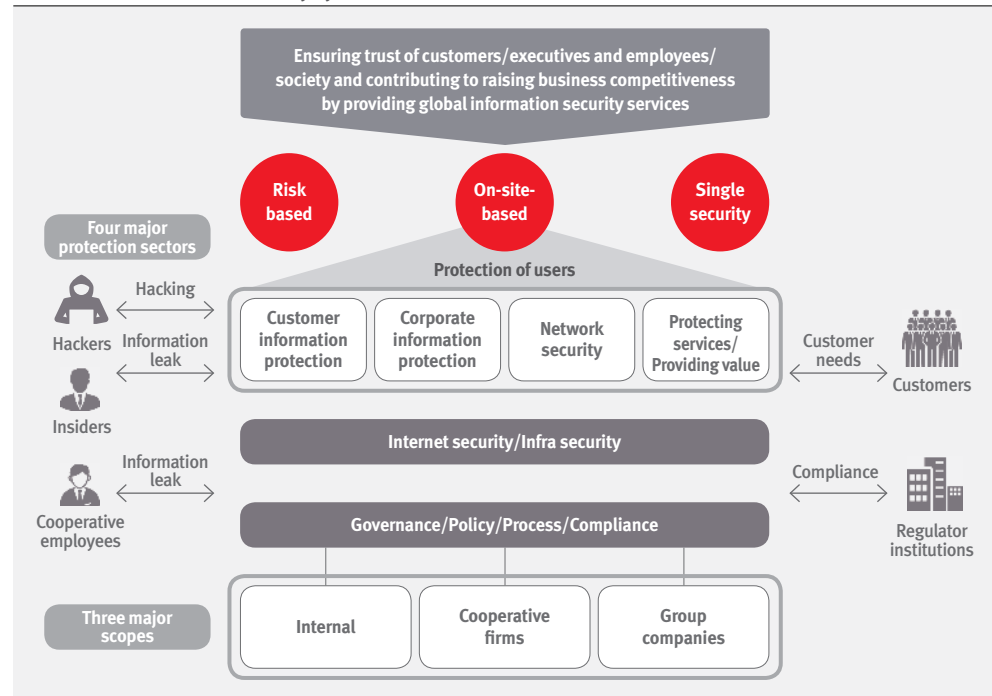 Ensuring trust of customers/executives and employees/
society and contributing to raising business competitiveness
by providing global information security services
Risk
based
On-site-
based
Single
security
Four major
protection sectors
Protection of users
Hacking
Hackers
Information
leak
Insiders
Customer
information
protection
Corporate
information
protection
Network
security
Protecting
services/
Providing value
Customer
needs
Customers
Internet security/Infra security
Information
leak
Cooperative
employees
Compliance
Regulator
institutions
Governance/Policy/Process/Compliance
Three major
scopes
Internal
Cooperative
firms
Group
companies